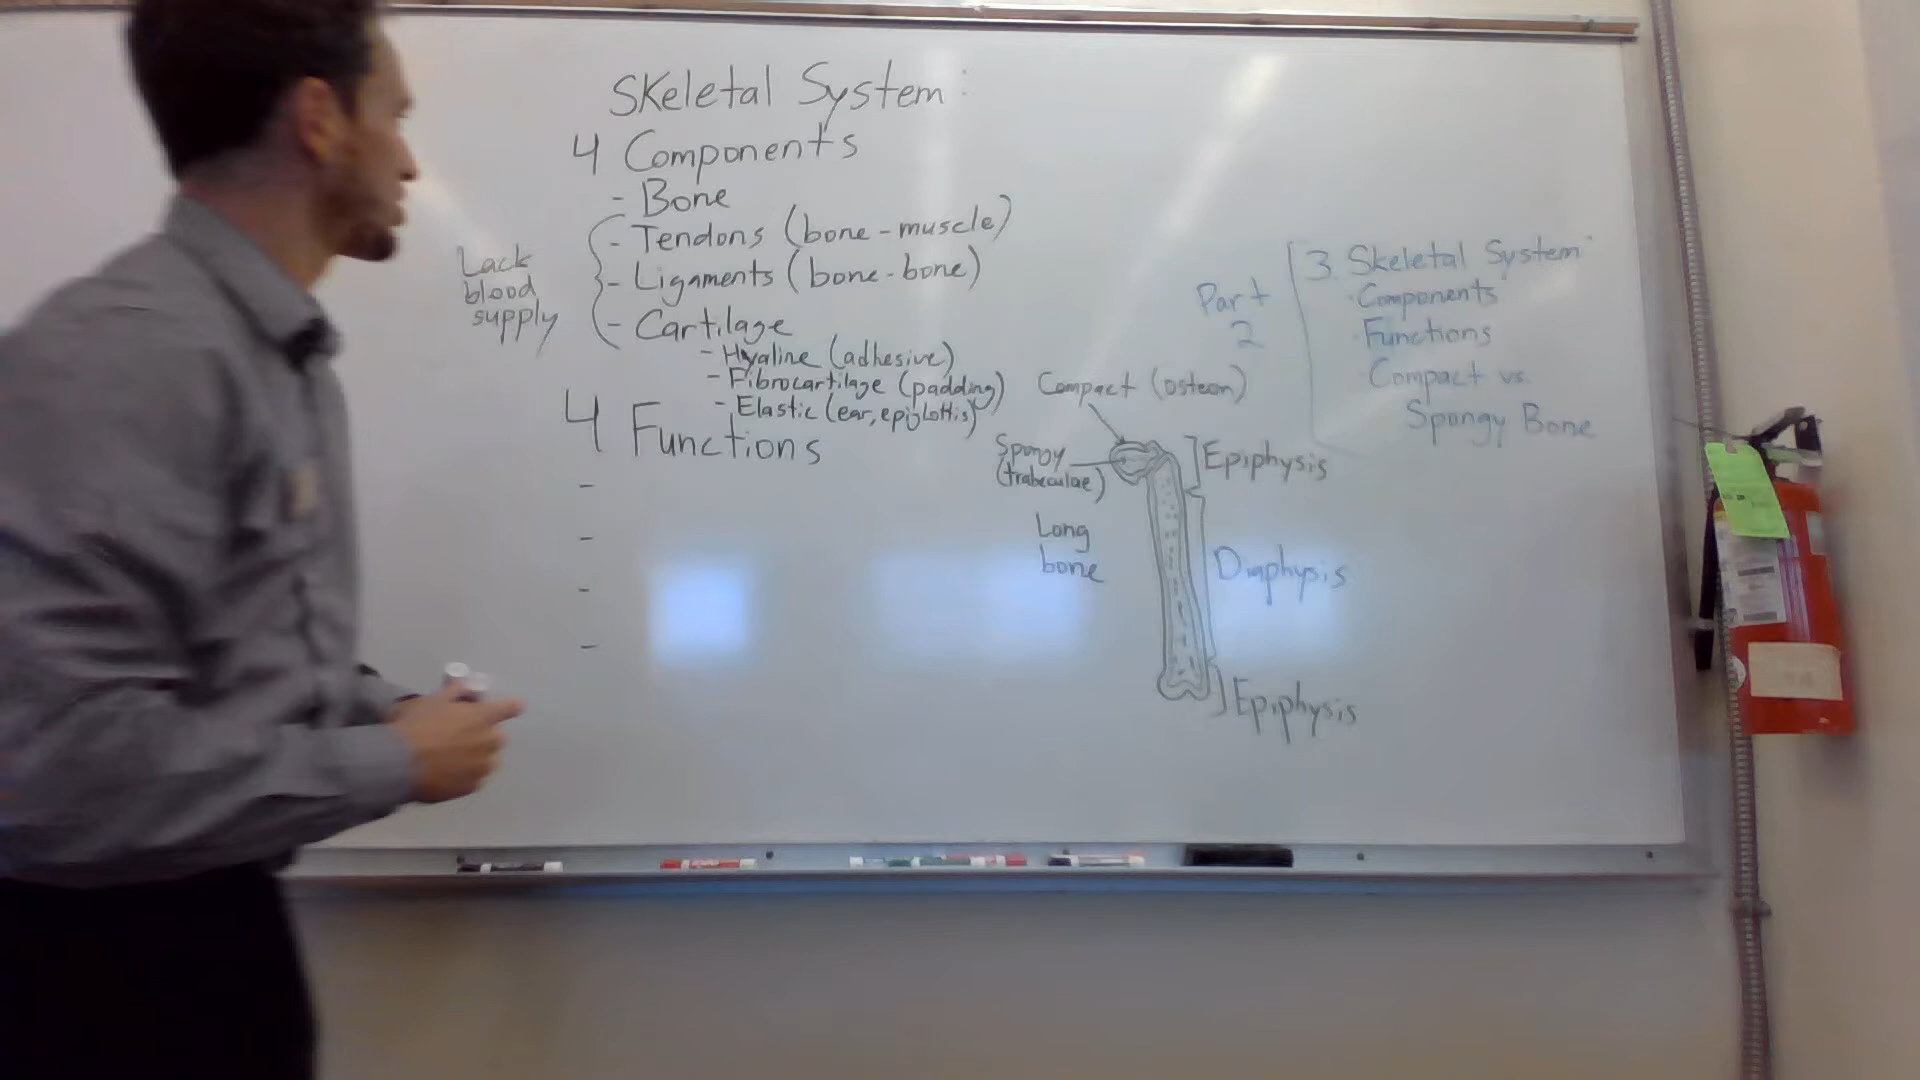 Skeletal System:
4 Components
- Bone
- Tendons (bone-muscle)
- Ligaments (bone-bone)
- Cartilage
- Hyaline (adhesive)
- Fibrocartilage (padding)
- Elastic (ear, epiglottis)
Lack
blood
supply
4 Functions
-
-
-
-
Compact (osteon)
Spongy
(trabeculae)
Long
bone
Epiphysis
Diaphysis
Epiphysis
Part
2
3. Skeletal System
· Components
· Functions
· Compact vs.
Spongy Bone